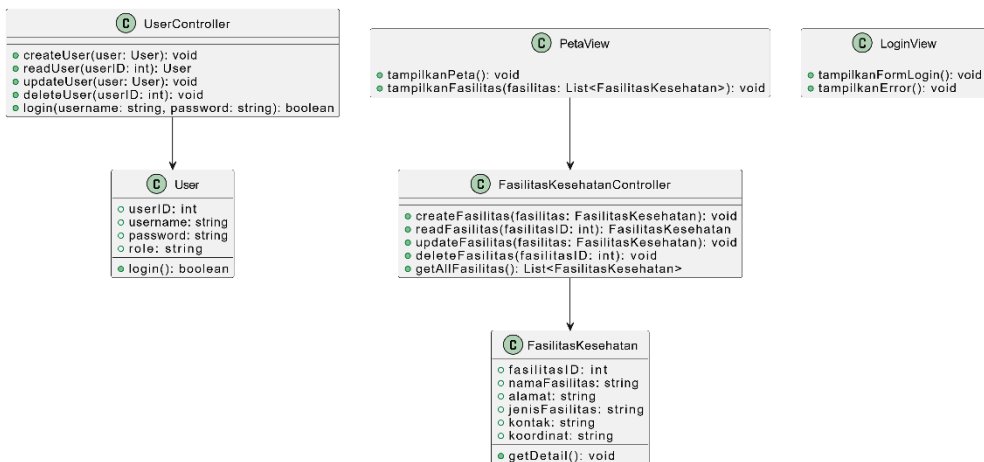 C UserController
createUser(user: User): void
readUser(userID: int): User
updateUser(user: User): void
deleteUser(userID: int): void
login(username: string, password: string): boolean
C User
userID: int
username: string
password: string
role: string
login(): boolean
C PetaView
tampilkanPeta(): void
tampilkanFasilitas(fasilitas: List<FasilitasKesehatan>): void
C FasilitasKesehatanController
createFasilitas(fasilitas: FasilitasKesehatan): void
readFasilitas(fasilitasID: int): FasilitasKesehatan
updateFasilitas(fasilitas: FasilitasKesehatan): void
deleteFasilitas(fasilitasID: int): void
getAllFasilitas(): List<FasilitasKesehatan>
C FasilitasKesehatan
fasilitasID: int
namaFasilitas: string
alamat: string
jenisFasilitas: string
kontak: string
koordinat: string
getDetail(): void
C LoginView
tampilkanFormLogin(): void
tampilkanError(): void